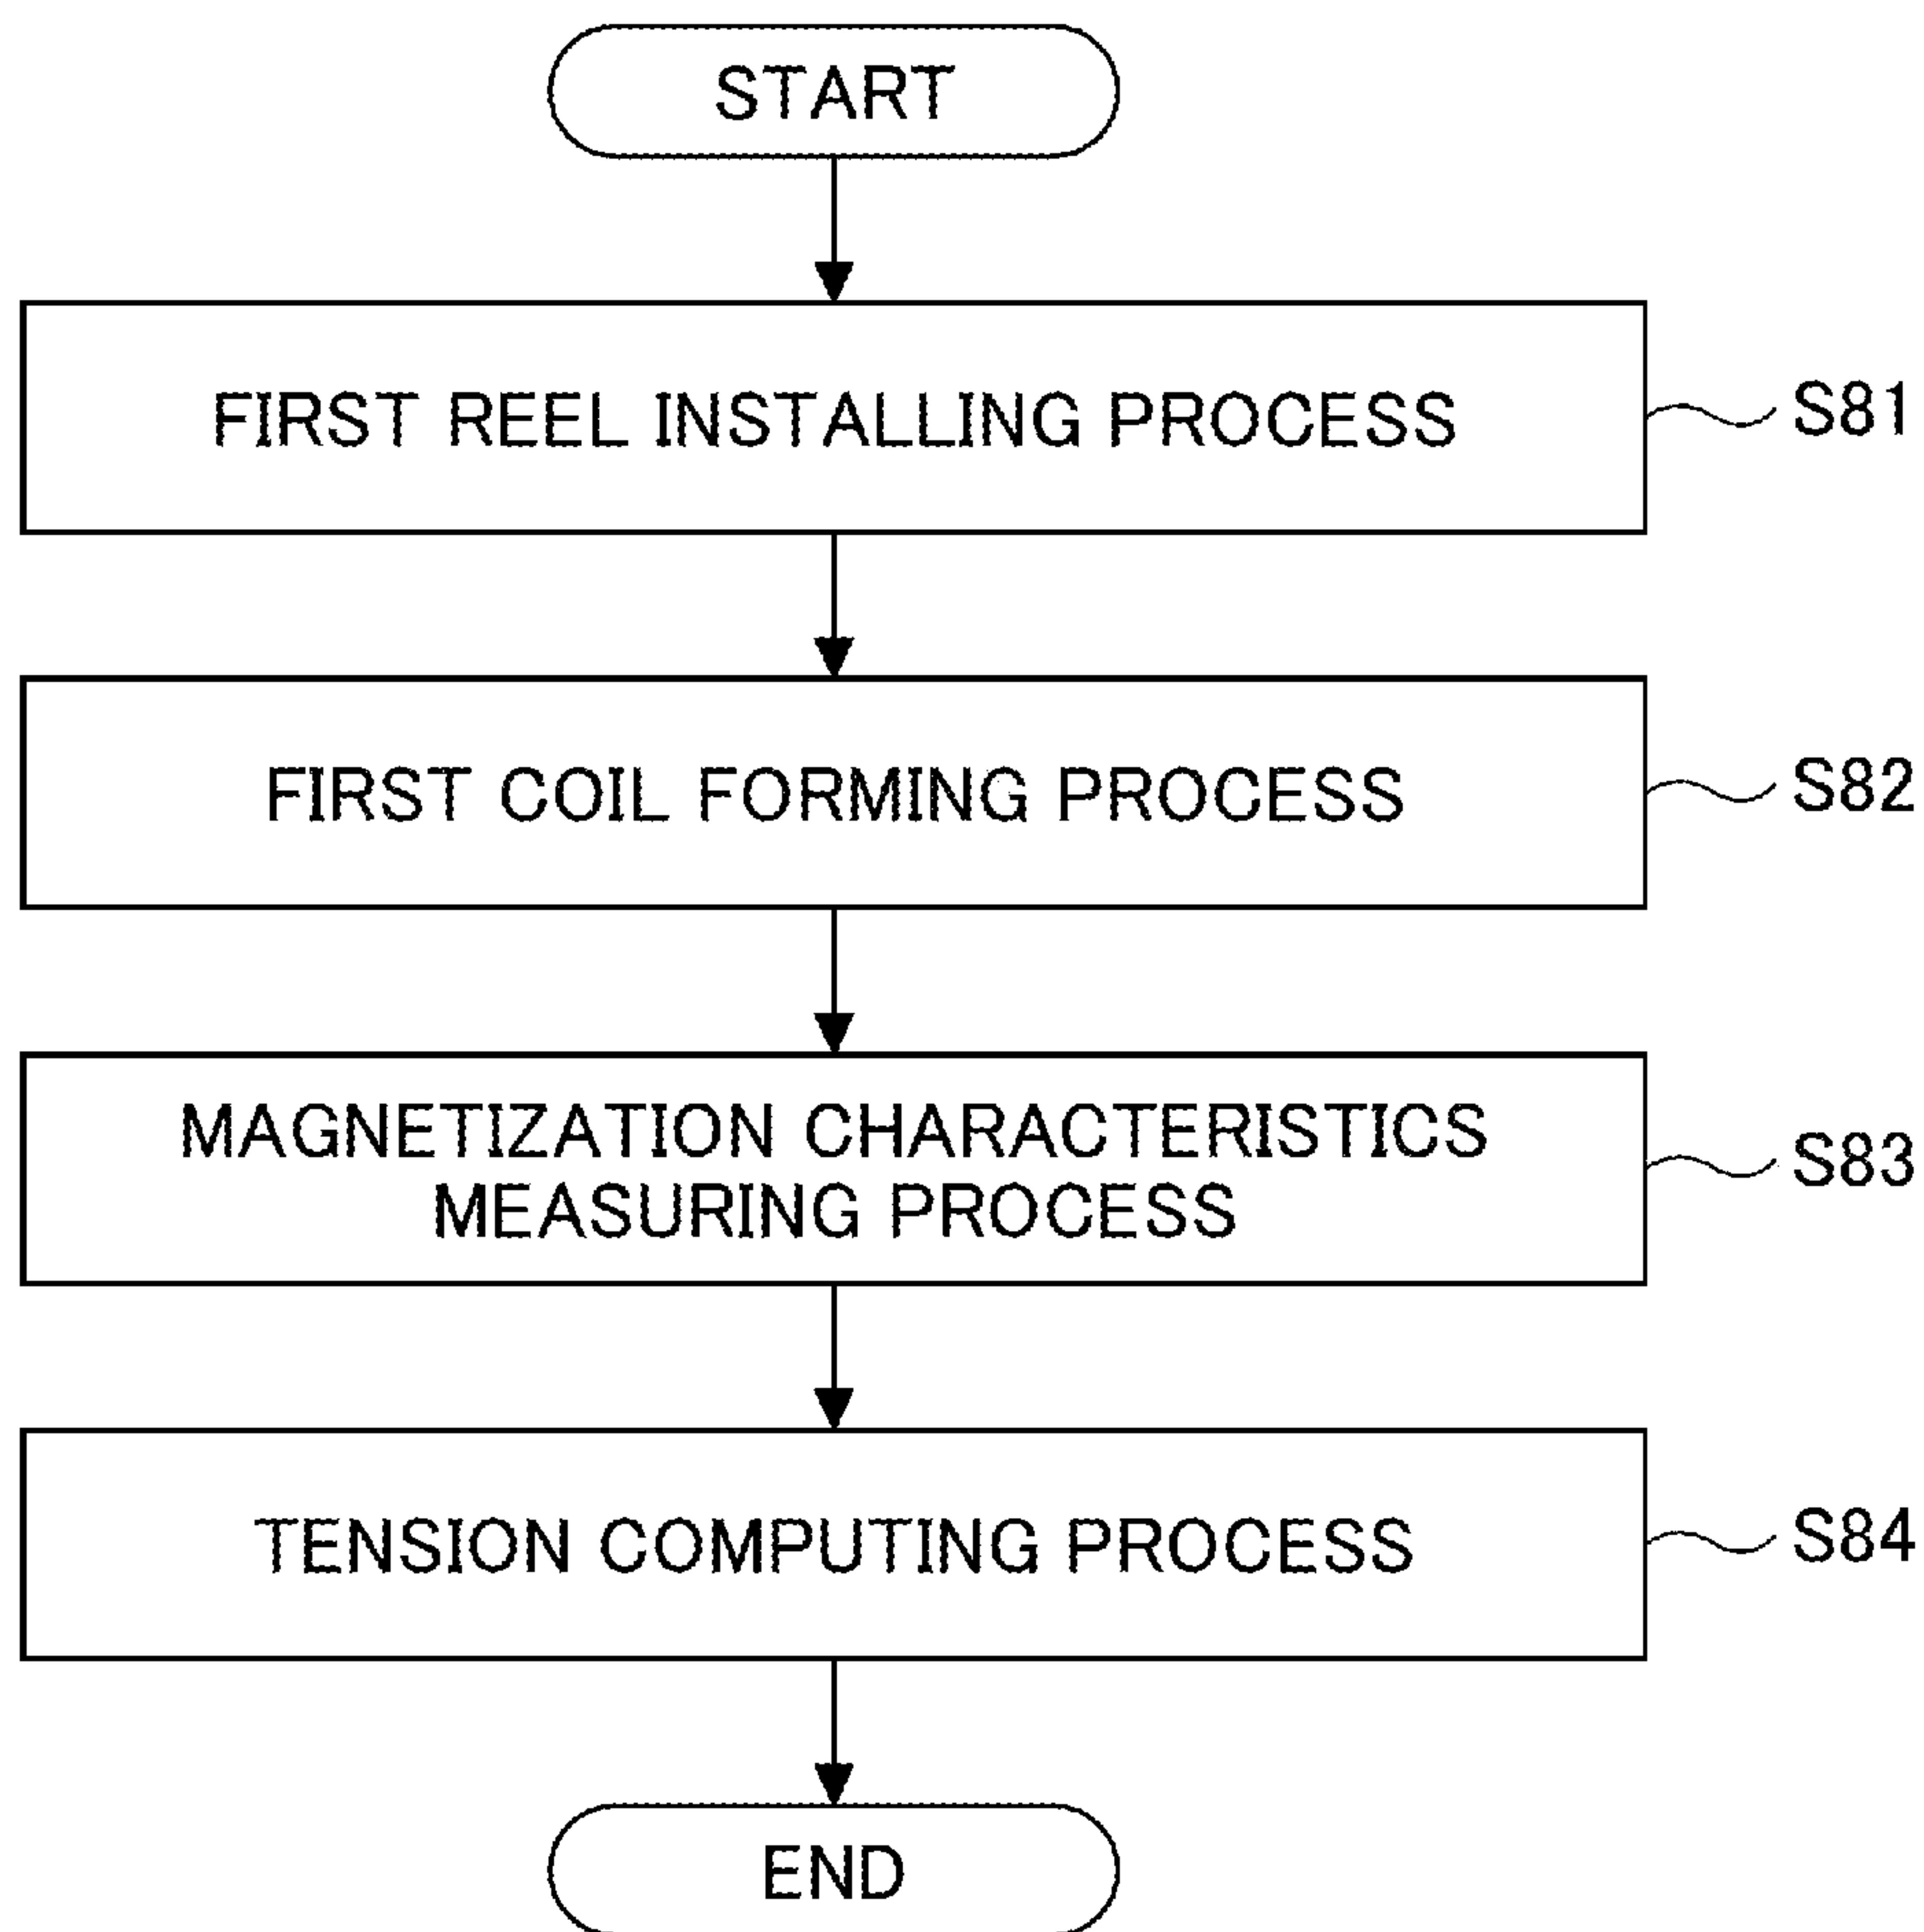 START
FIRST REEL INSTALLING PROCESS
S81
FIRST COIL FORMING PROCESS
S82
MAGNETIZATION CHARACTERISTICS
MEASURING PROCESS
S83
TENSION COMPUTING PROCESS
S84
END